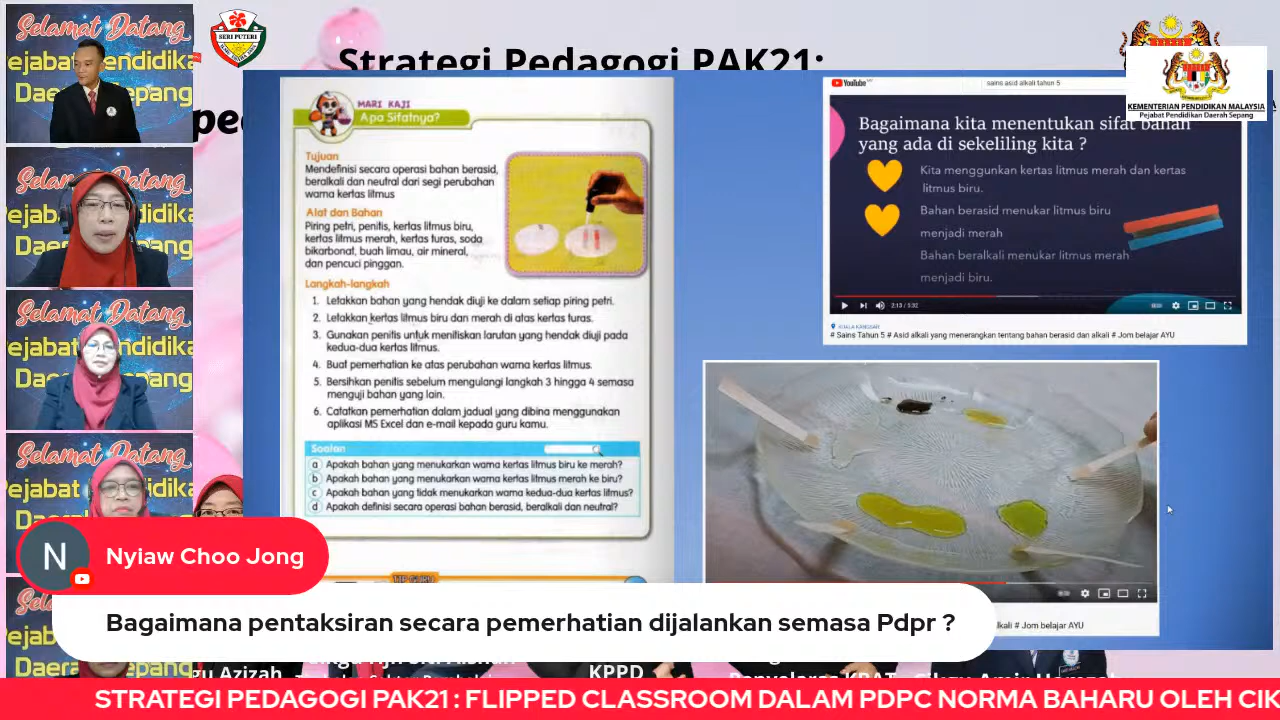 Selamat Datang
ejabat Pendidika
Daerah Sepang
SERI PUTERI
Strategi Pedagogi PAK21:
KEMENTERIAN PENDIDIKAN MALAYSIA
Pejabat Pendidikan Daerah Sepang
MARI KAJI
Apa Sifatnya?
Tujuan
Mendefinisi secara operasi bahan berasid,
beralkali dan neutral dari segi perubahan
warna kertas litmus
Alat dan Bahan
Piring petri, penitis, kertas litmus biru,
kertas litmus merah, kertas turas, soda
bikarbonat, buah limau, air mineral,
dan pencuci pinggan.
Langkah-langkah
1. Letakkan bahan yang hendak diuji ke dalam setiap piring petri.
2. Letakkan kertas litmus biru dan merah di atas kertas turas.
3. Gunakan penitis untuk menitiskan larutan yang hendak diuji pada
kedua-dua kertas litmus.
4. Buat pemerhatian ke atas perubahan warna kertas litmus.
5. Bersihkan penitis sebelum mengulangi langkah 3 hingga 4 semasa
menguji bahan yang lain.
6. Catatkan pemerhatian dalam jadual yang dibina menggunakan
aplikasi MS Excel dan e-mail kepada guru kamu.
Soalan
a Apakah bahan yang menukarkan warna kertas litmus biru ke merah?
b Apakah bahan yang menukarkan warna kertas litmus merah ke biru?
c Apakah bahan yang tidak menukarkan warna kedua-dua kertas litmus?
d Apakah definisi secara operasi bahan berasid, beralkali dan neutral?
TIP GURU
YouTube
sains asid alkali tahun 5
Bagaimana kita menentukan sifat bahan
yang ada di sekeliling kita ?
Kita menggunkan kertas litmus merah dan kertas
litmus biru.
Bahan berasid menukar litmus biru
menjadi merah
Bahan beralkali menukar litmus merah
menjadi biru.
2:13 / 5:32
KUALA KANGSAR
# Sains Tahun 5 # Asid alkali yang menerangkan tentang bahan berasid dan alkali # Jom belajar AYU
lkali # Jom belajar AYU
N
Nyiaw Choo Jong
Bagaimana pentaksiran secara pemerhatian dijalankan semasa Pdpr ?
gu Azizah
KPPD
STRATEGI PEDAGOGI PAK21 : FLIPPED CLASSROOM DALAM PDPC NORMA BAHARU OLEH CIK